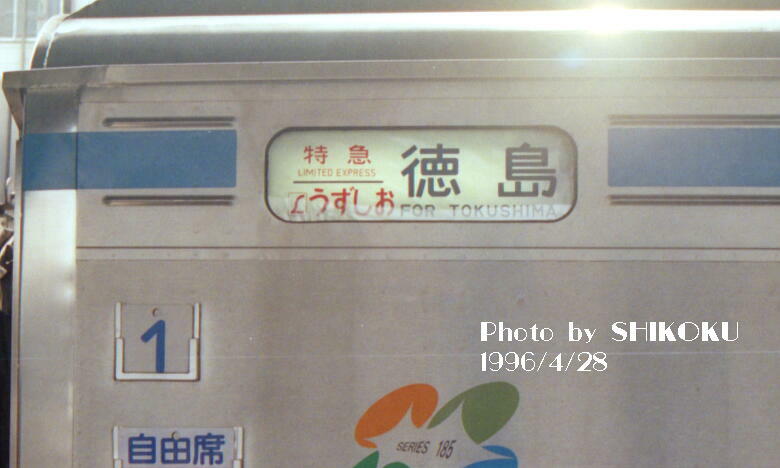 特急
LIMITED EXPRESS
うずしお
徳島
FOR TOKUSHIMA
1
自由席
SERIES 185
Photo by SHIKOKU
1996/4/28